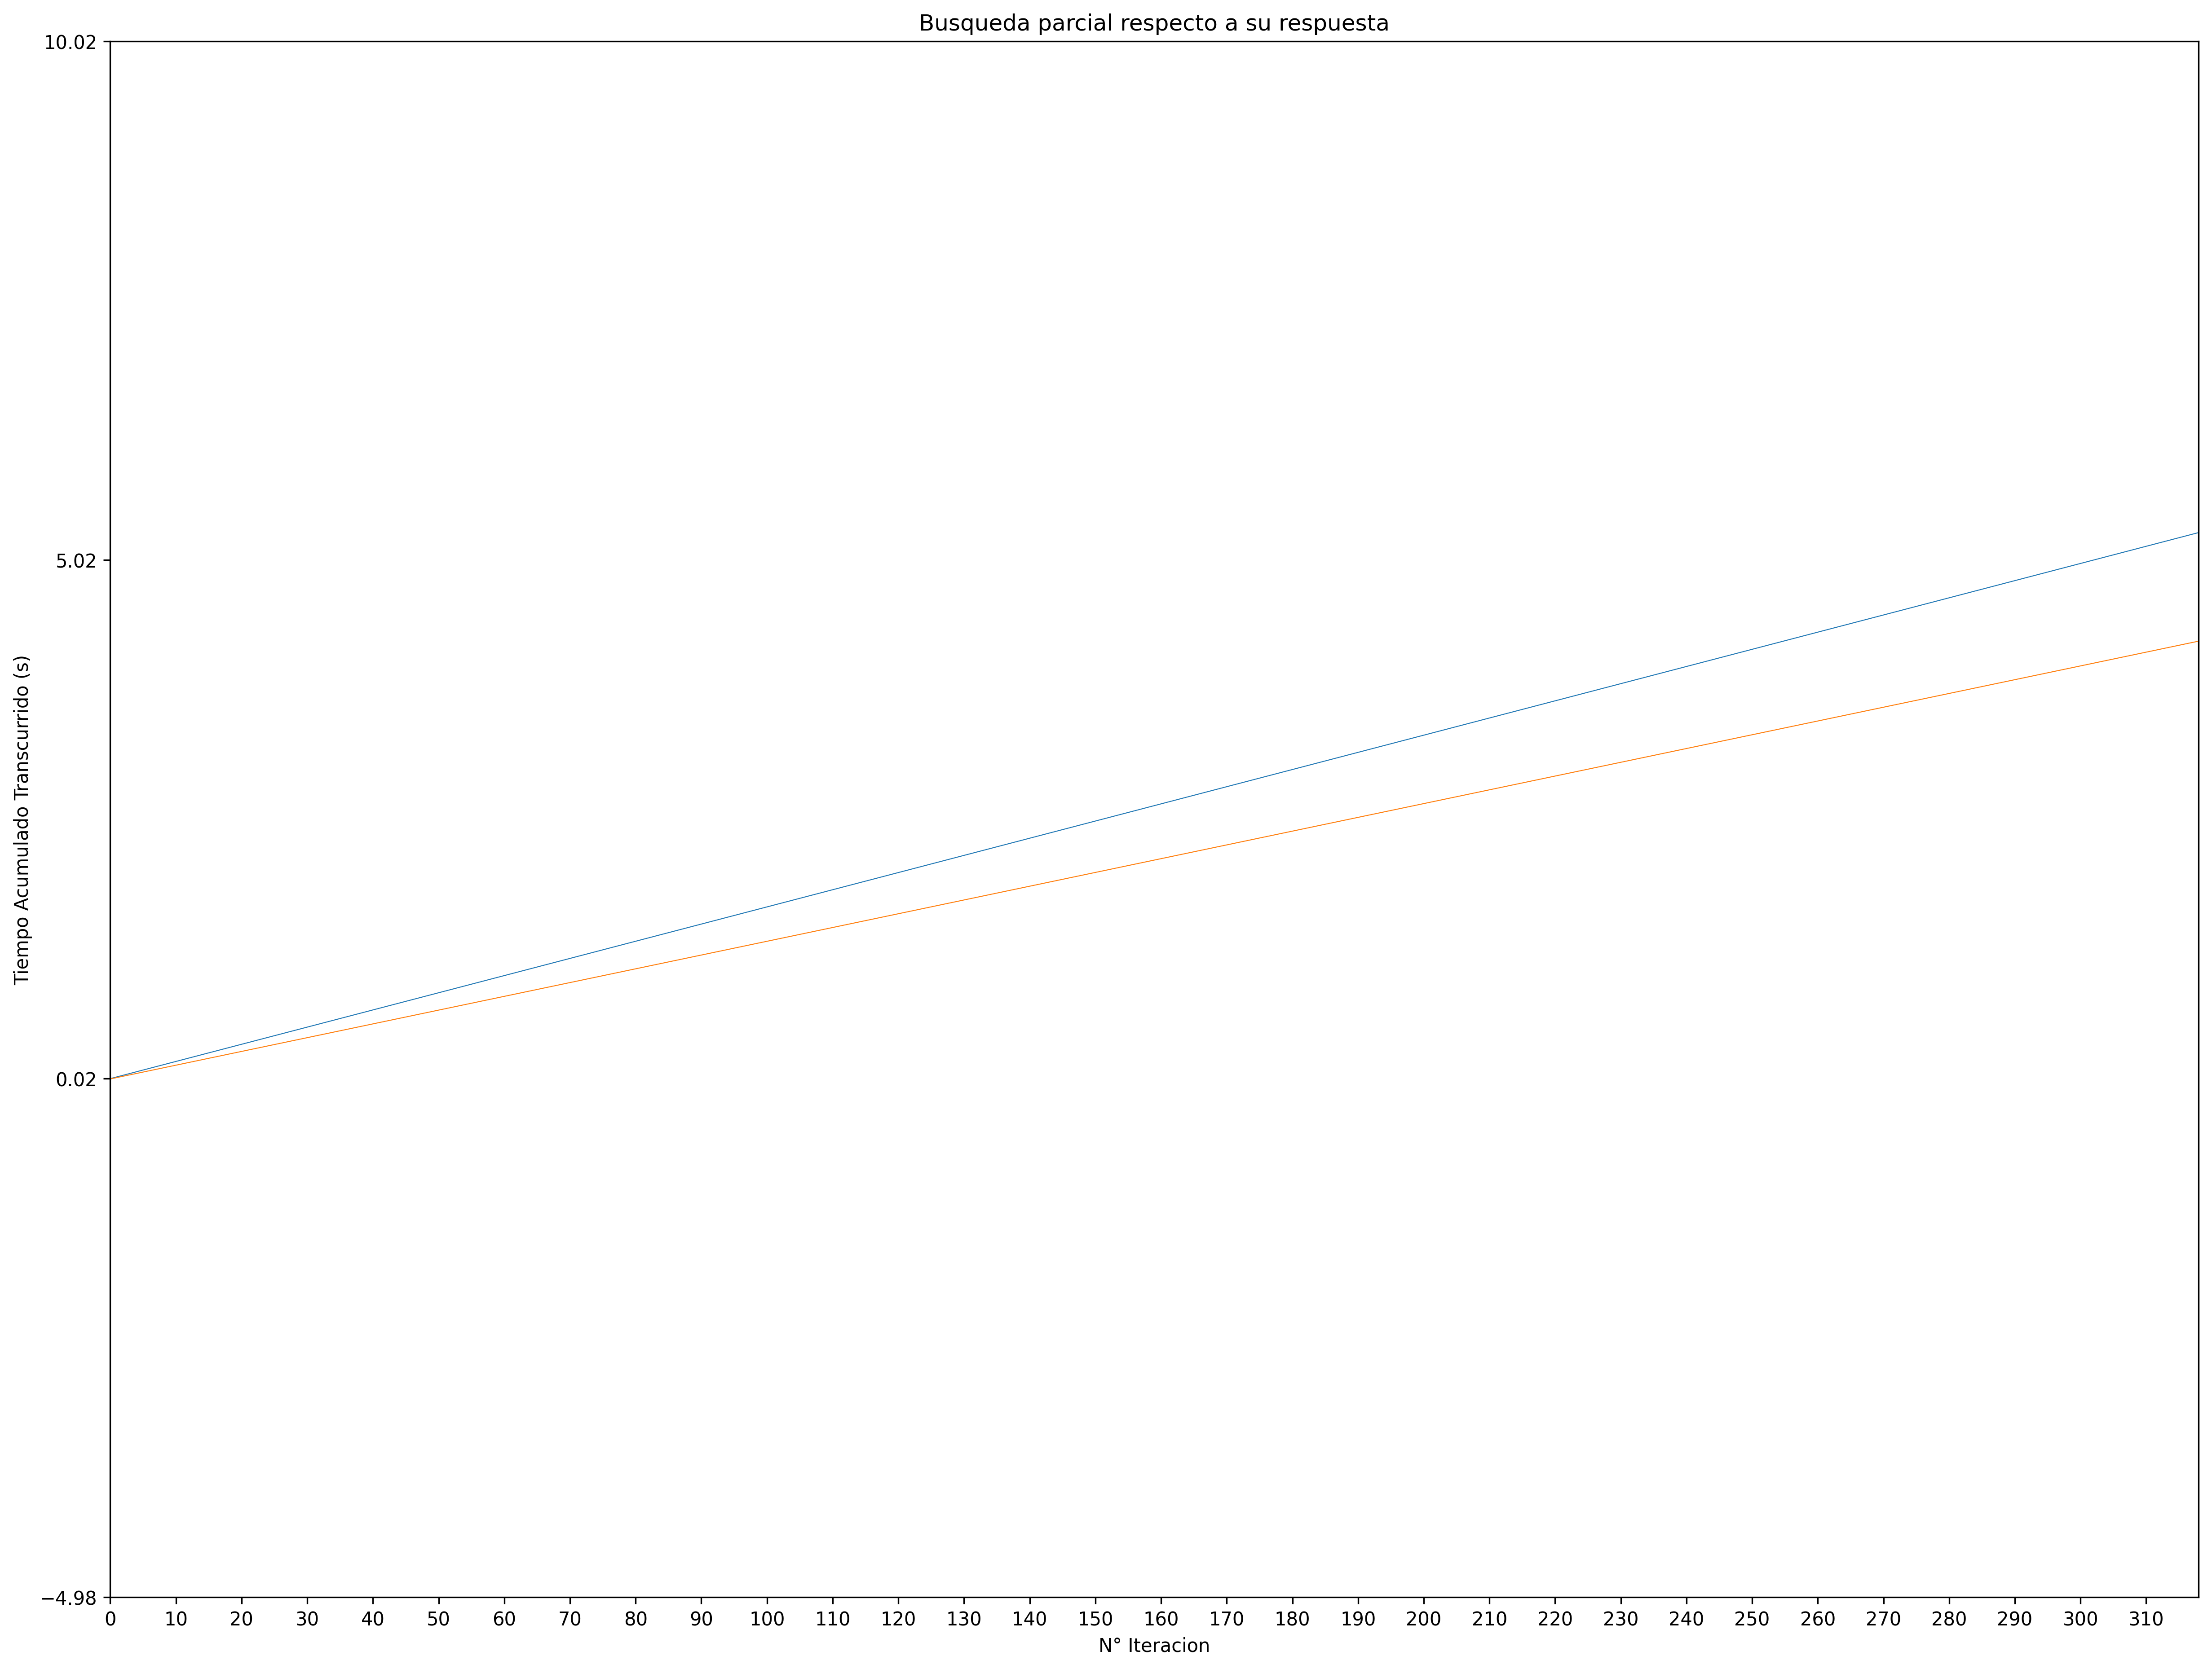 Busqueda parcial respecto a su respuesta
10.02
5.02
0.02
−4.98
Tiempo Acumulado Transcurrido (s)
0 10 20 30 40 50 60 70 80 90 100 110 120 130 140 150 160 170 180 190 200 210 220 230 240 250 260 270 280 290 300 310
N° Iteracion